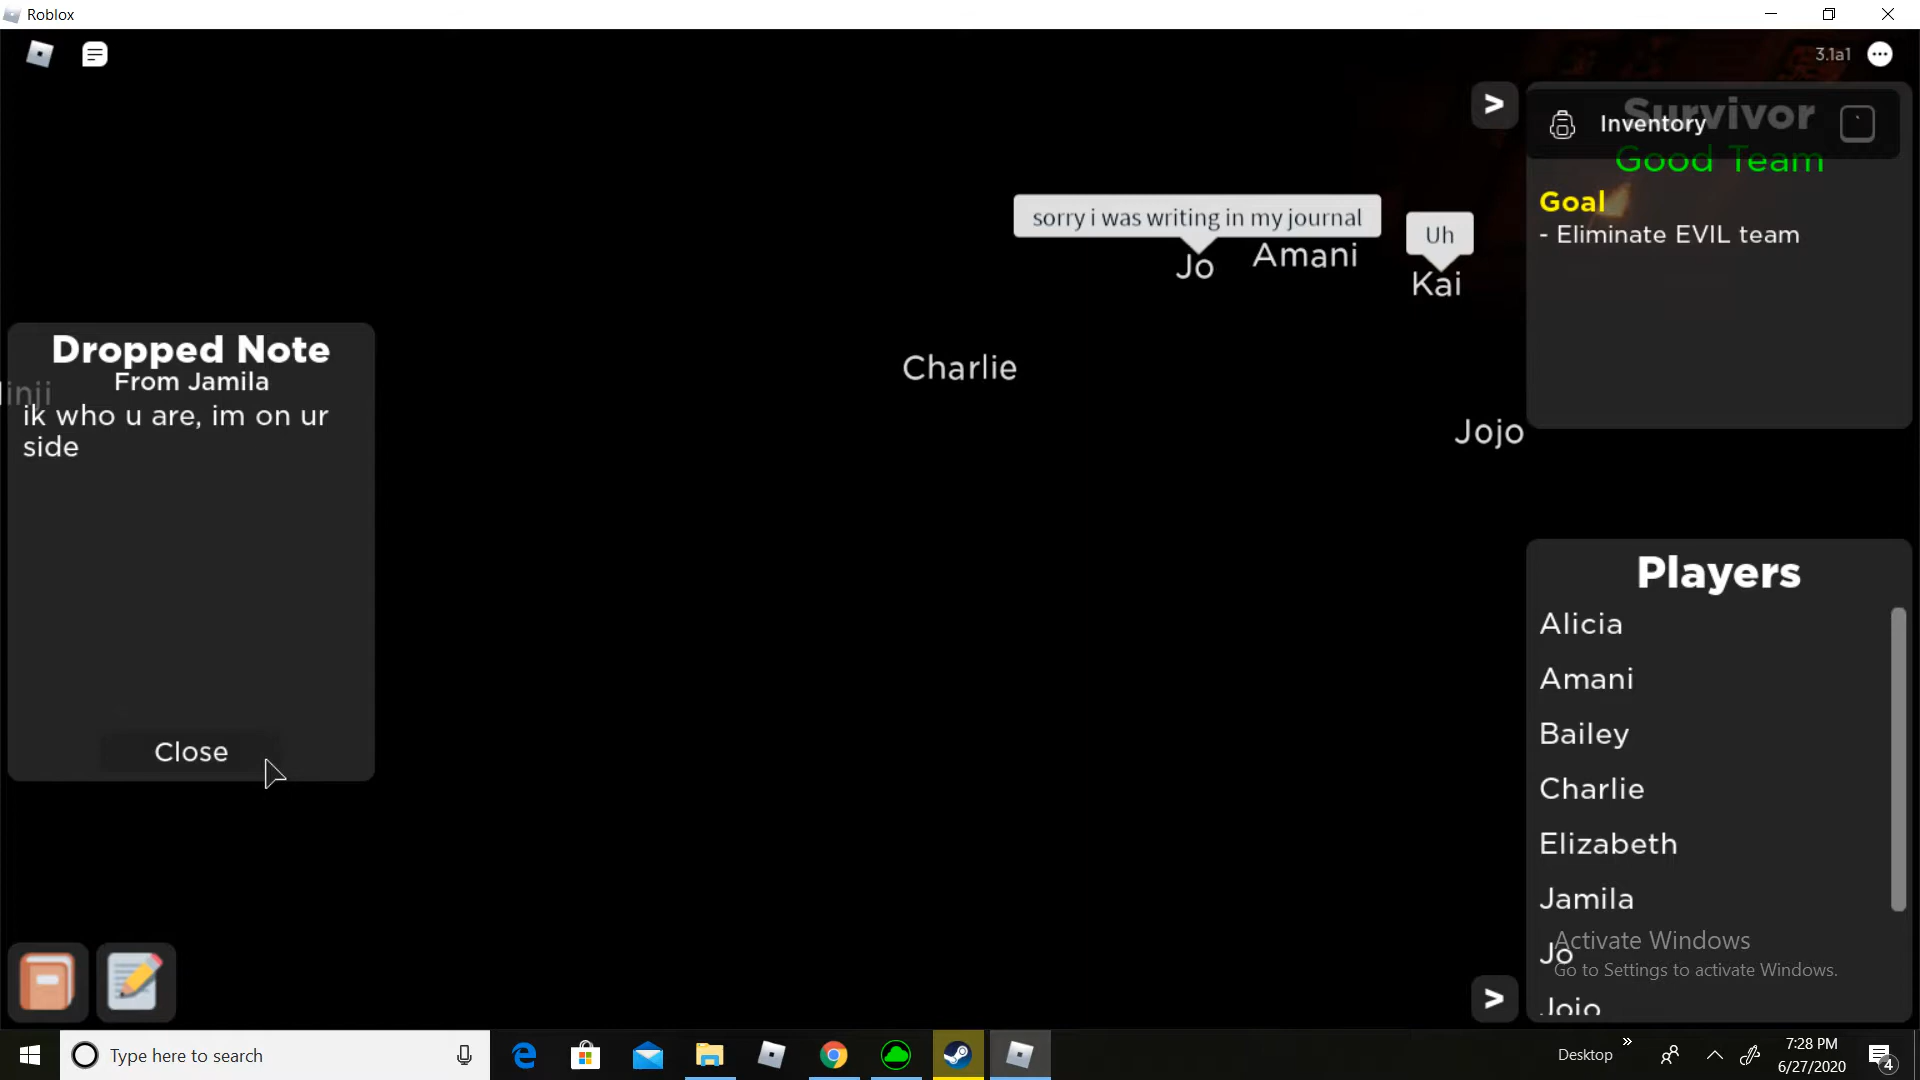 Roblox
3.1a1
Survivor
Inventory
Good Team
Goal
- Eliminate EVIL team
sorry i was writing in my journal
Uh
Jo
Amani
Kai
Charlie
Jojo
Dropped Note
From Jamila
inji
ik who u are, im on ur
side
Close
Players
Alicia
Amani
Bailey
Charlie
Elizabeth
Jamila
Jo
Jojo
Activate Windows
Go to Settings to activate Windows.
>
>
Type here to search
Desktop
»
7:28 PM
6/27/2020
4